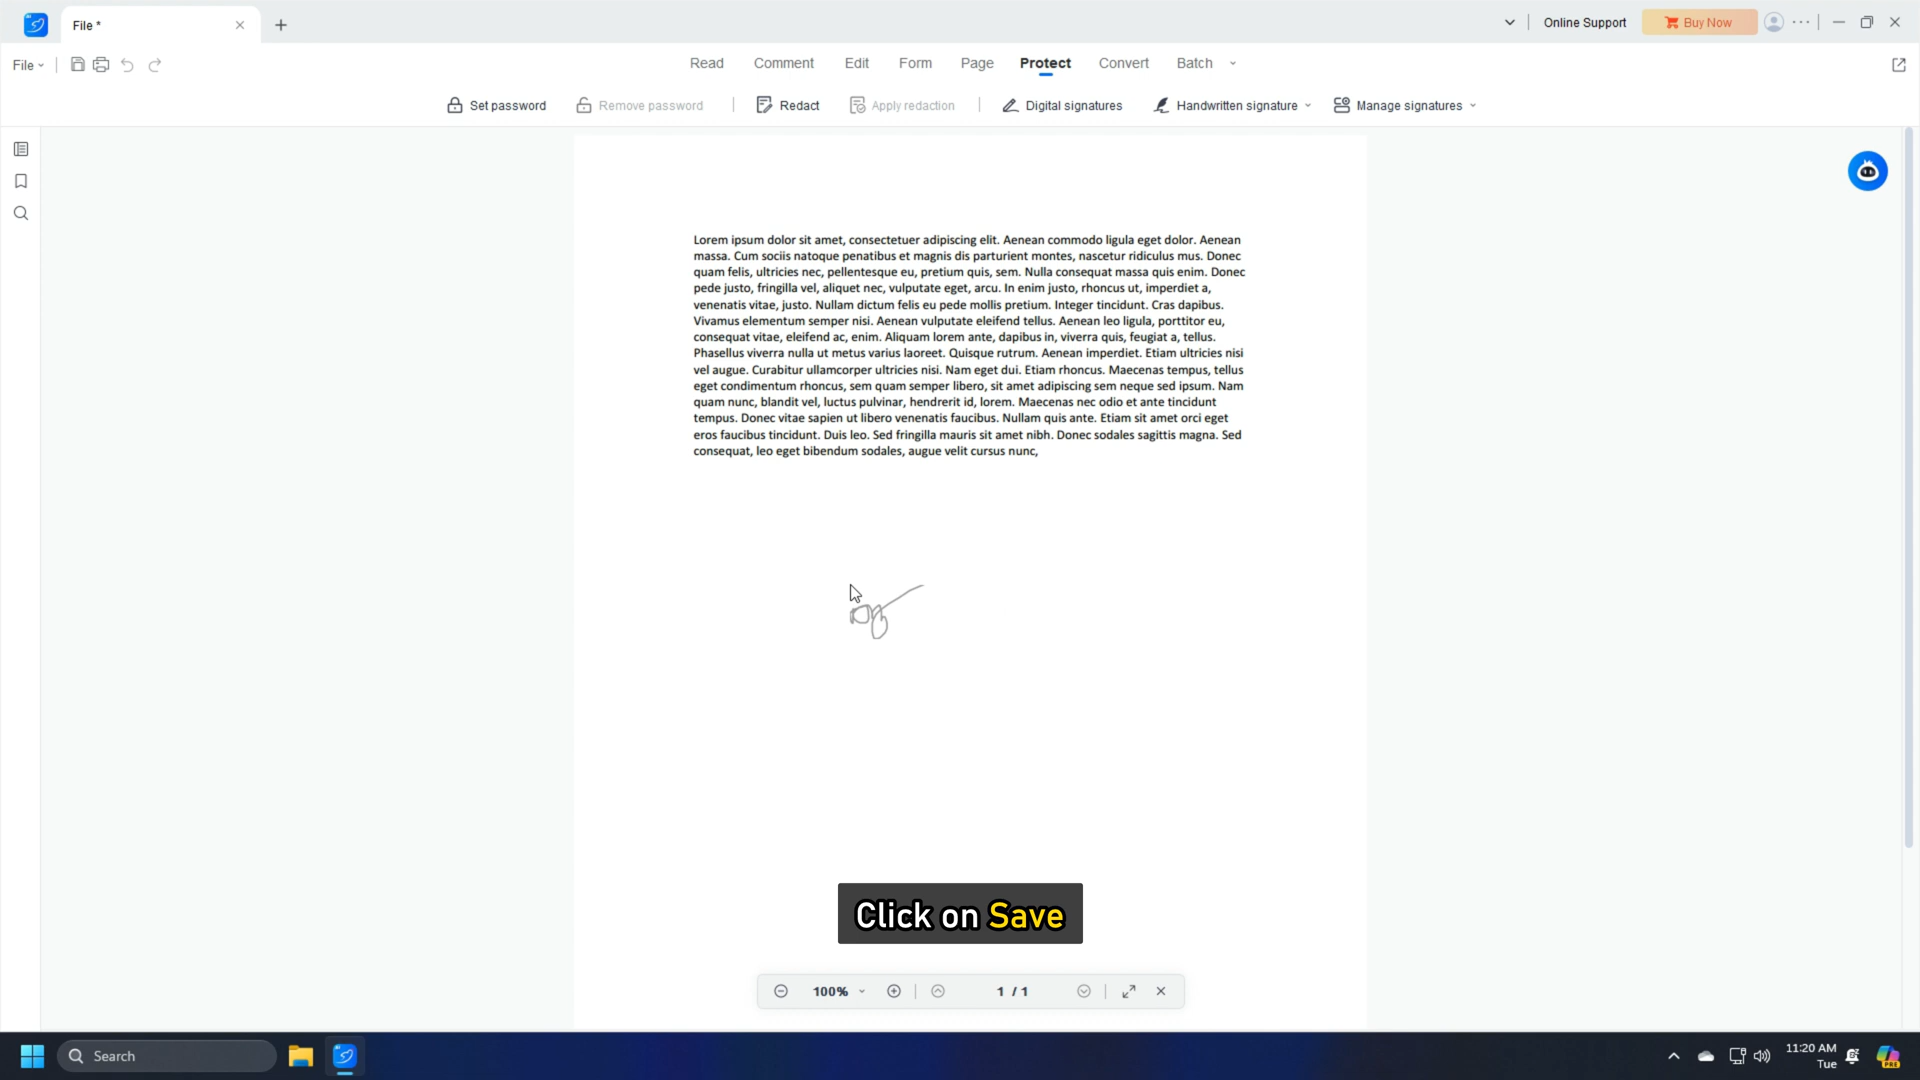 File *
Online Support
Buy Now
File
Read Comment Edit Form Page Protect Convert Batch
Set password Remove password Redact Apply redaction Digital signatures Handwritten signature Manage signatures
Lorem ipsum dolor sit amet, consectetuer adipiscing elit. Aenean commodo ligula eget dolor. Aenean
massa. Cum sociis natoque penatibus et magnis dis parturient montes, nascetur ridiculus mus. Donec
quam felis, ultricies nec, pellentesque eu, pretium quis, sem. Nulla consequat massa quis enim. Donec
pede justo, fringilla vel, aliquet nec, vulputate eget, arcu. In enim justo, rhoncus ut, imperdiet a,
venenatis vitae, justo. Nullam dictum felis eu pede mollis pretium. Integer tincidunt. Cras dapibus.
Vivamus elementum semper nisi. Aenean vulputate eleifend tellus. Aenean leo ligula, porttitor eu,
consequat vitae, eleifend ac, enim. Aliquam lorem ante, dapibus in, viverra quis, feugiat a, tellus.
Phasellus viverra nulla ut metus varius laoreet. Quisque rutrum. Aenean imperdiet. Etiam ultricies nisi
vel augue. Curabitur ullamcorper ultricies nisi. Nam eget dui. Etiam rhoncus. Maecenas tempus, tellus
eget condimentum rhoncus, sem quam semper libero, sit amet adipiscing sem neque sed ipsum. Nam
quam nunc, blandit vel, luctus pulvinar, hendrerit id, lorem. Maecenas nec odio et ante tincidunt
tempus. Donec vitae sapien ut libero venenatis faucibus. Nullam quis ante. Etiam sit amet orci eget
eros faucibus tincidunt. Duis leo. Sed fringilla mauris sit amet nibh. Donec sodales sagittis magna. Sed
consequat, leo eget bibendum sodales, augue velit cursus nunc,
Click on Save
100% 1 / 1
Search
11:20 AM
Tue
PRE